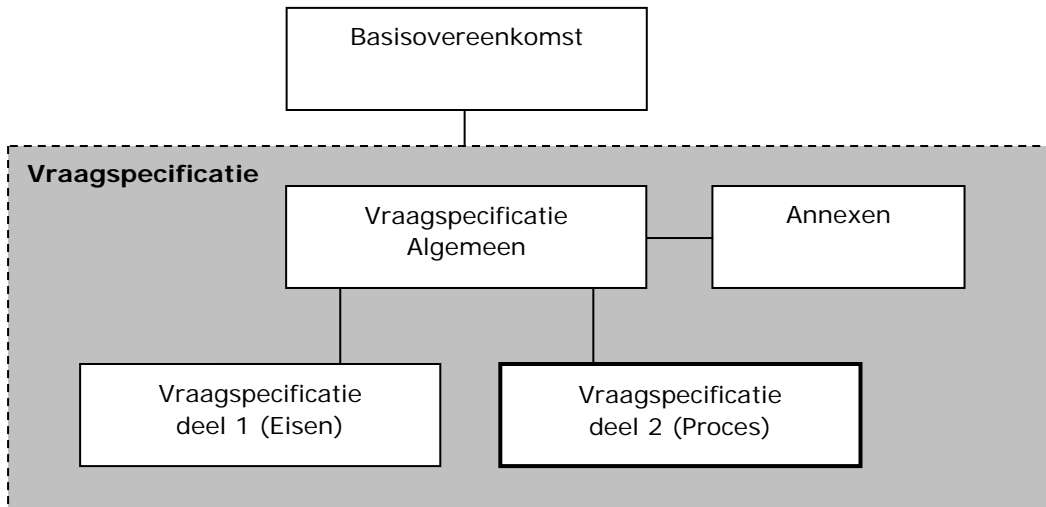 Basisovereenkomst
Vraagspecificatie
Vraagspecificatie
Algemeen
Annexen
Vraagspecificatie
deel 1 (Eisen)
Vraagspecificatie
deel 2 (Proces)